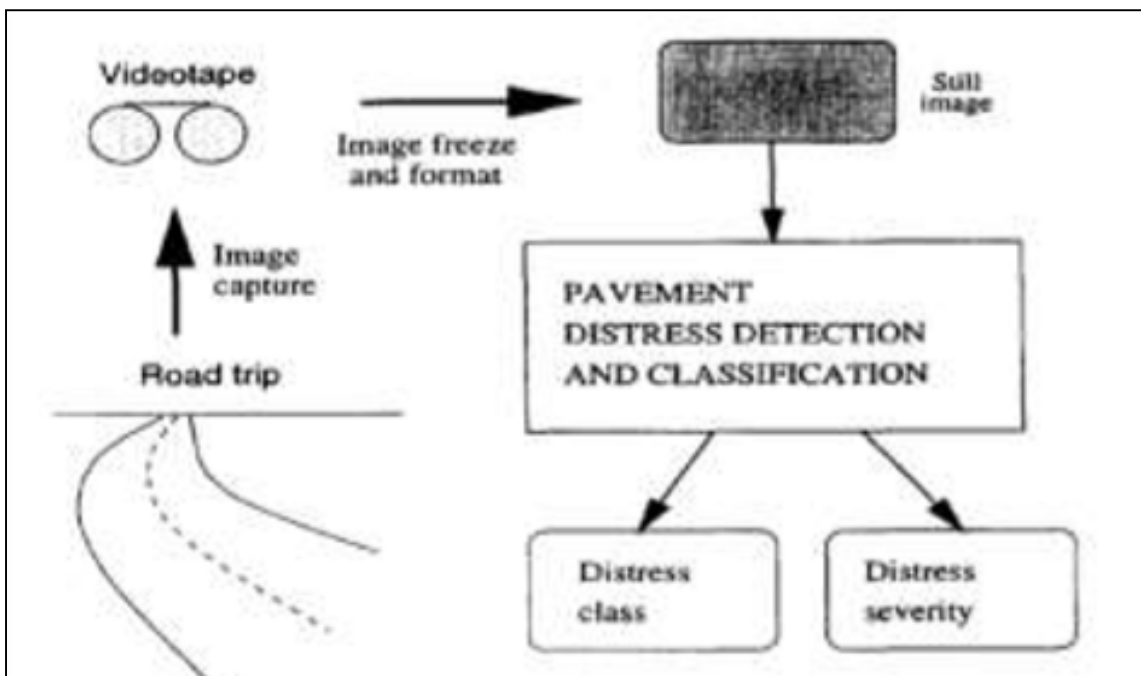 Videotape
Image freeze
and format
Still
image
Image
capture
Road trip
PAVEMENT
DISTRESS DETECTION
AND CLASSIFICATION
Distress
class
Distress
severity